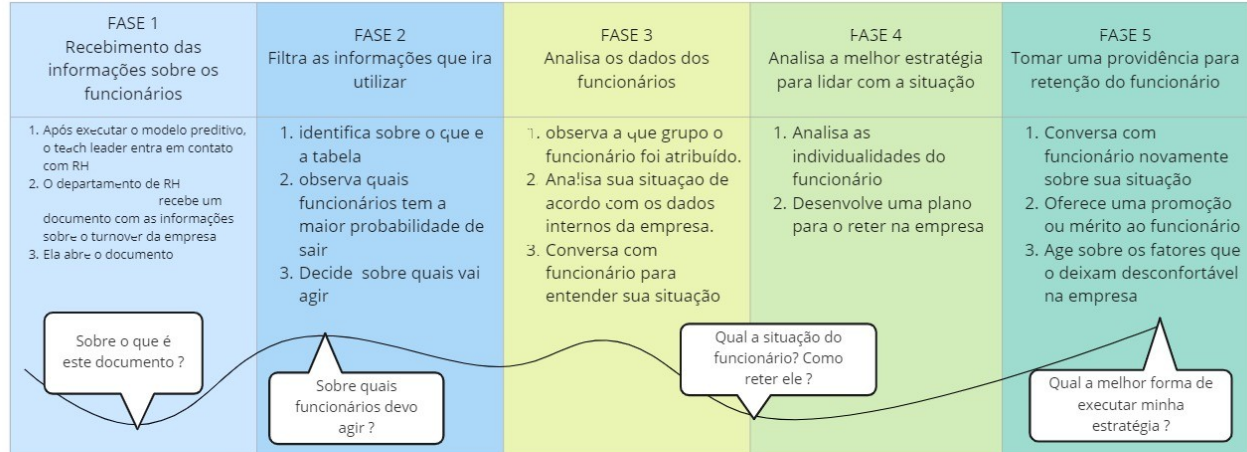 FASE 1
Recebimento das
informações sobre os
funcionários
1. Após executar o modelo preditivo,
o teach leader entra em contato
com RH
2. O departamento de RH
recebe um
documento com as informações
sobre o turnover da empresa
3. Ela abre o documento
Sobre o que é
este documento ?
FASE 2
Filtra as informações que ira
utilizar
1. identifica sobre o que e
a tabela
2. observa quais
funcionários tem a
maior probabilidade de
sair
3. Decide sobre quais vai
agir
Sobre quais
funcionários devo
agir ?
FASE 3
Analisa os dados dos
funcionários
1. observa a que grupo o
funcionário foi atribuído.
2. Analisa sua situaçao de
acordo com os dados
internos da empresa.
3. Conversa com
funcionário para
entender sua situação
FASE 4
Analisa a melhor estratégia
para lidar com a situação
1. Analisa as
individualidades do
funcionário
2. Desenvolve uma plano
para o reter na empresa
Qual a situação do
funcionário? Como
reter ele ?
FASE 5
Tomar uma providência para
retenção do funcionário
1. Conversa com
funcionário novamente
sobre sua situação
2. Oferece uma promoção
ou mérito ao funcionário
3. Age sobre os fatores que
o deixam desconfortável
na empresa
Qual a melhor forma de
executar minha
estratégia ?